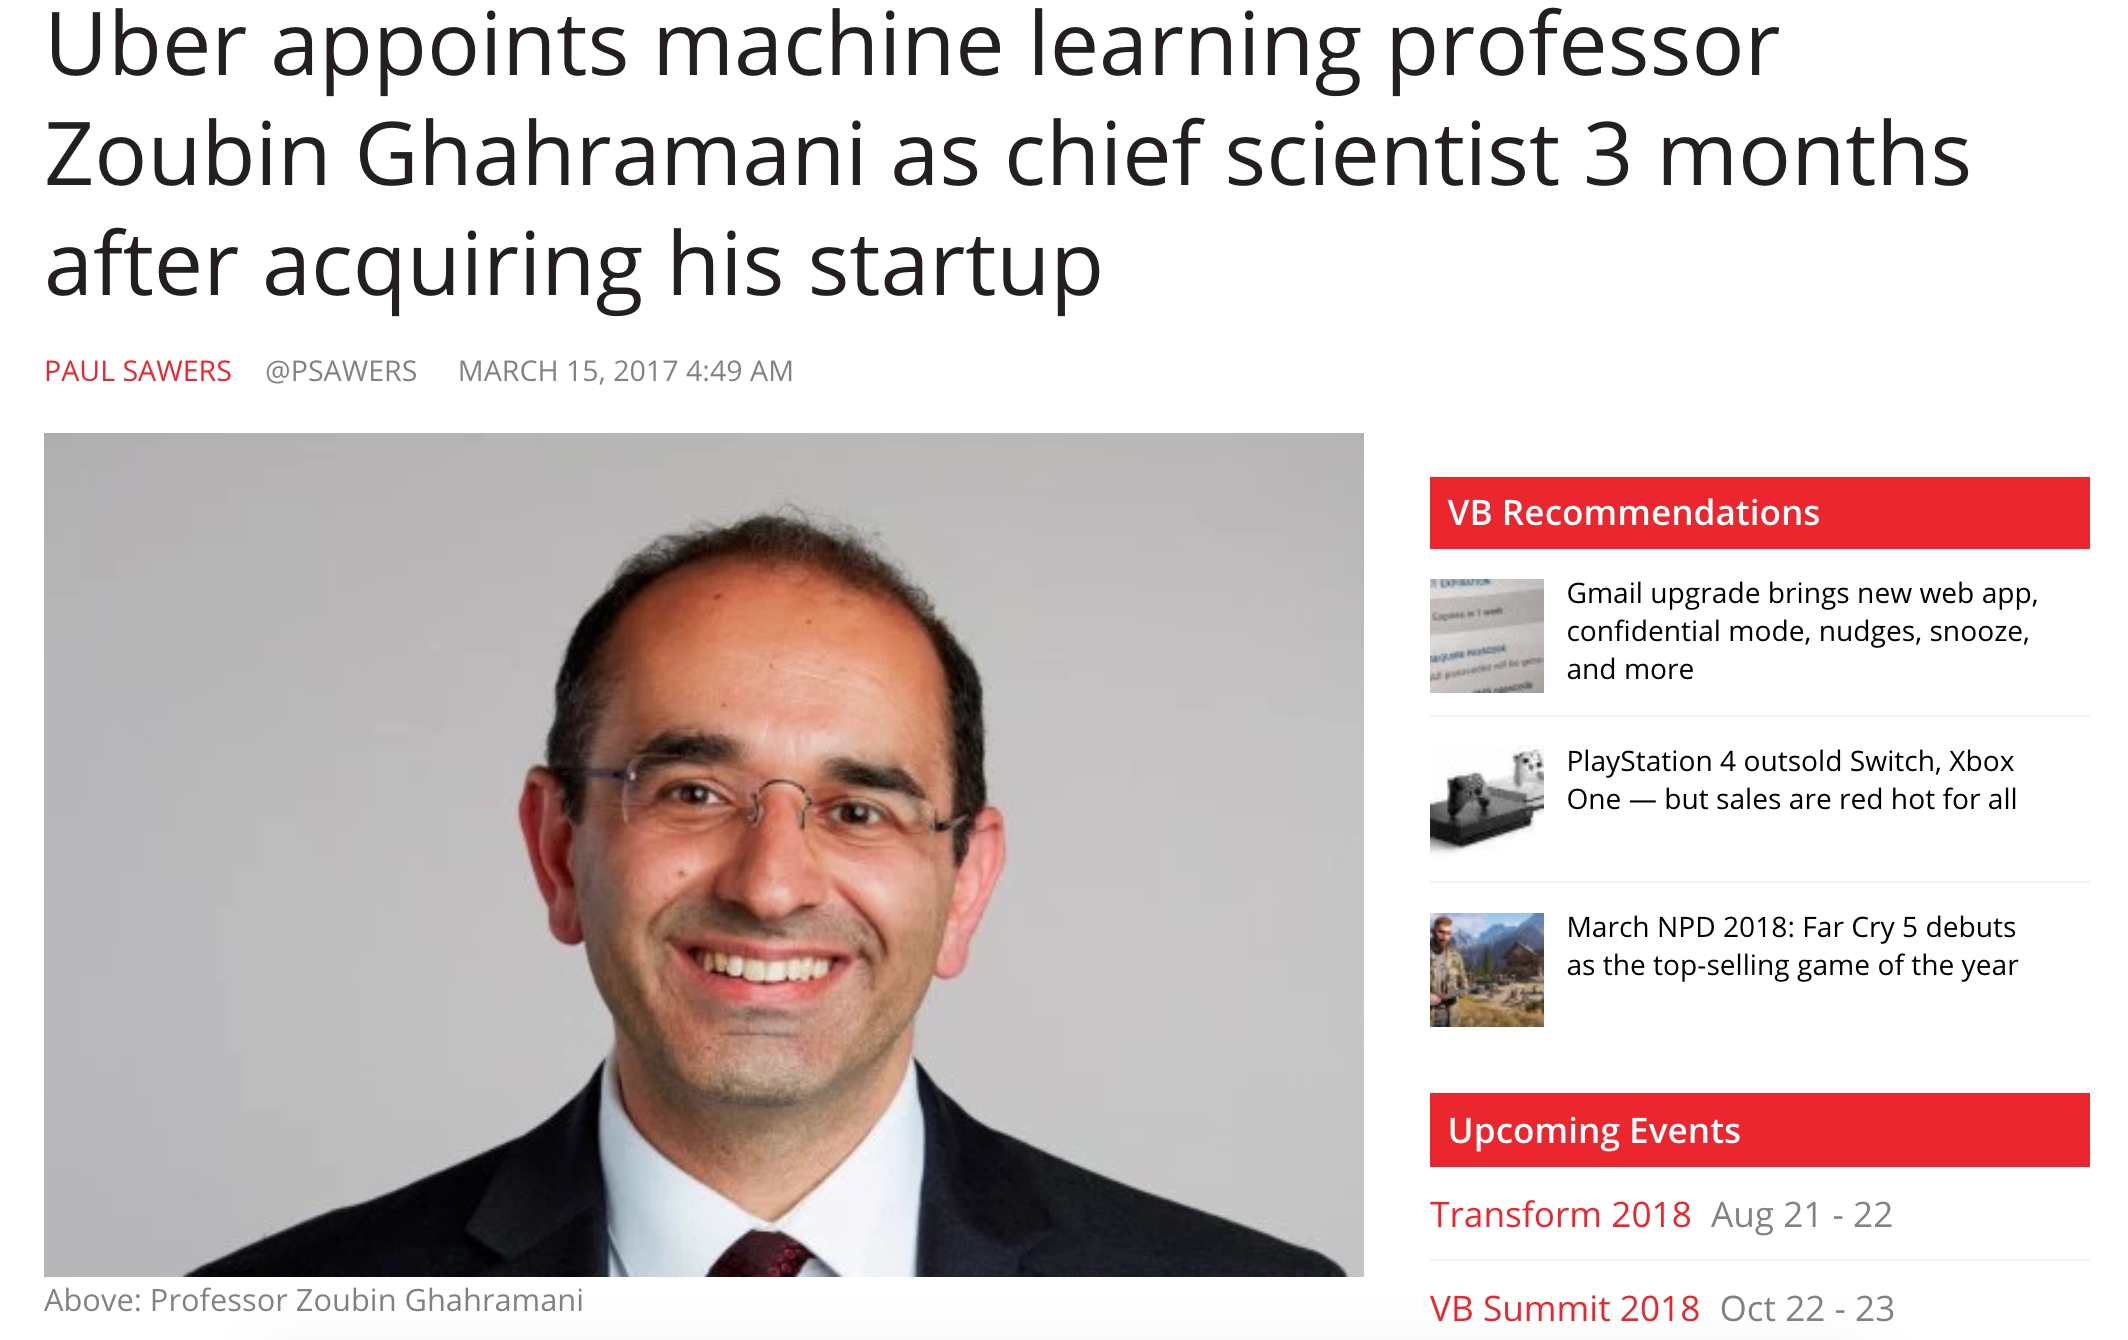 Uber appoints machine learning professor
Zoubin Ghahramani as chief scientist 3 months
after acquiring his startup
PAUL SAWERS @PSAWERS MARCH 15, 2017 4:49 AM
Above: Professor Zoubin Ghahramani
VB Recommendations
Expires in 1 week
Gmail upgrade brings new web app,
confidential mode, nudges, snooze,
and more
PlayStation 4 outsold Switch, Xbox
One — but sales are red hot for all
March NPD 2018: Far Cry 5 debuts
as the top-selling game of the year
Upcoming Events
Transform 2018 Aug 21 - 22
VB Summit 2018 Oct 22 - 23